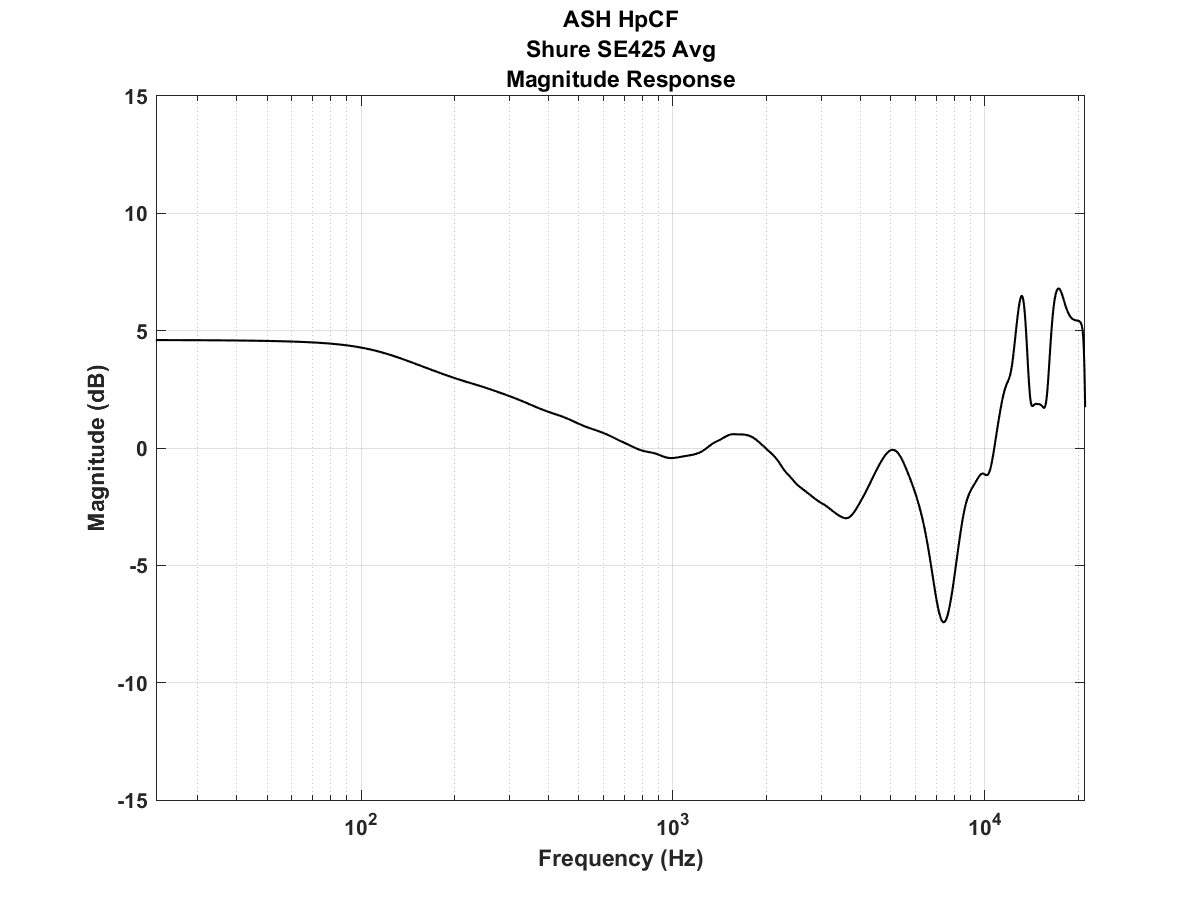 ASH HpCF
Shure SE425 Avg
Magnitude Response
15
10
5
0
-5
-10
-15
Magnitude (dB)
10²
10³
10⁴
Frequency (Hz)